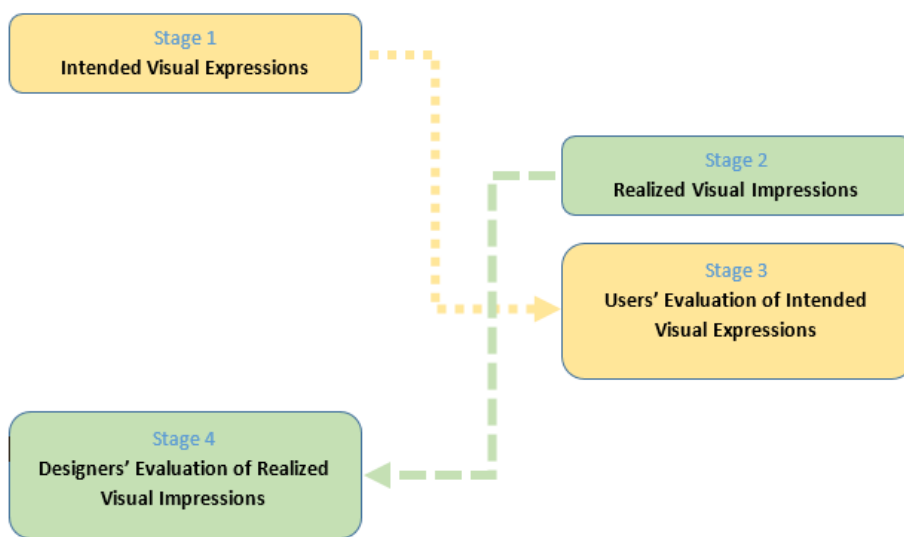 Stage 1
Intended Visual Expressions
Stage 2
Realized Visual Impressions
Stage 3
Users’ Evaluation of Intended
Visual Expressions
Stage 4
Designers’ Evaluation of Realized
Visual Impressions